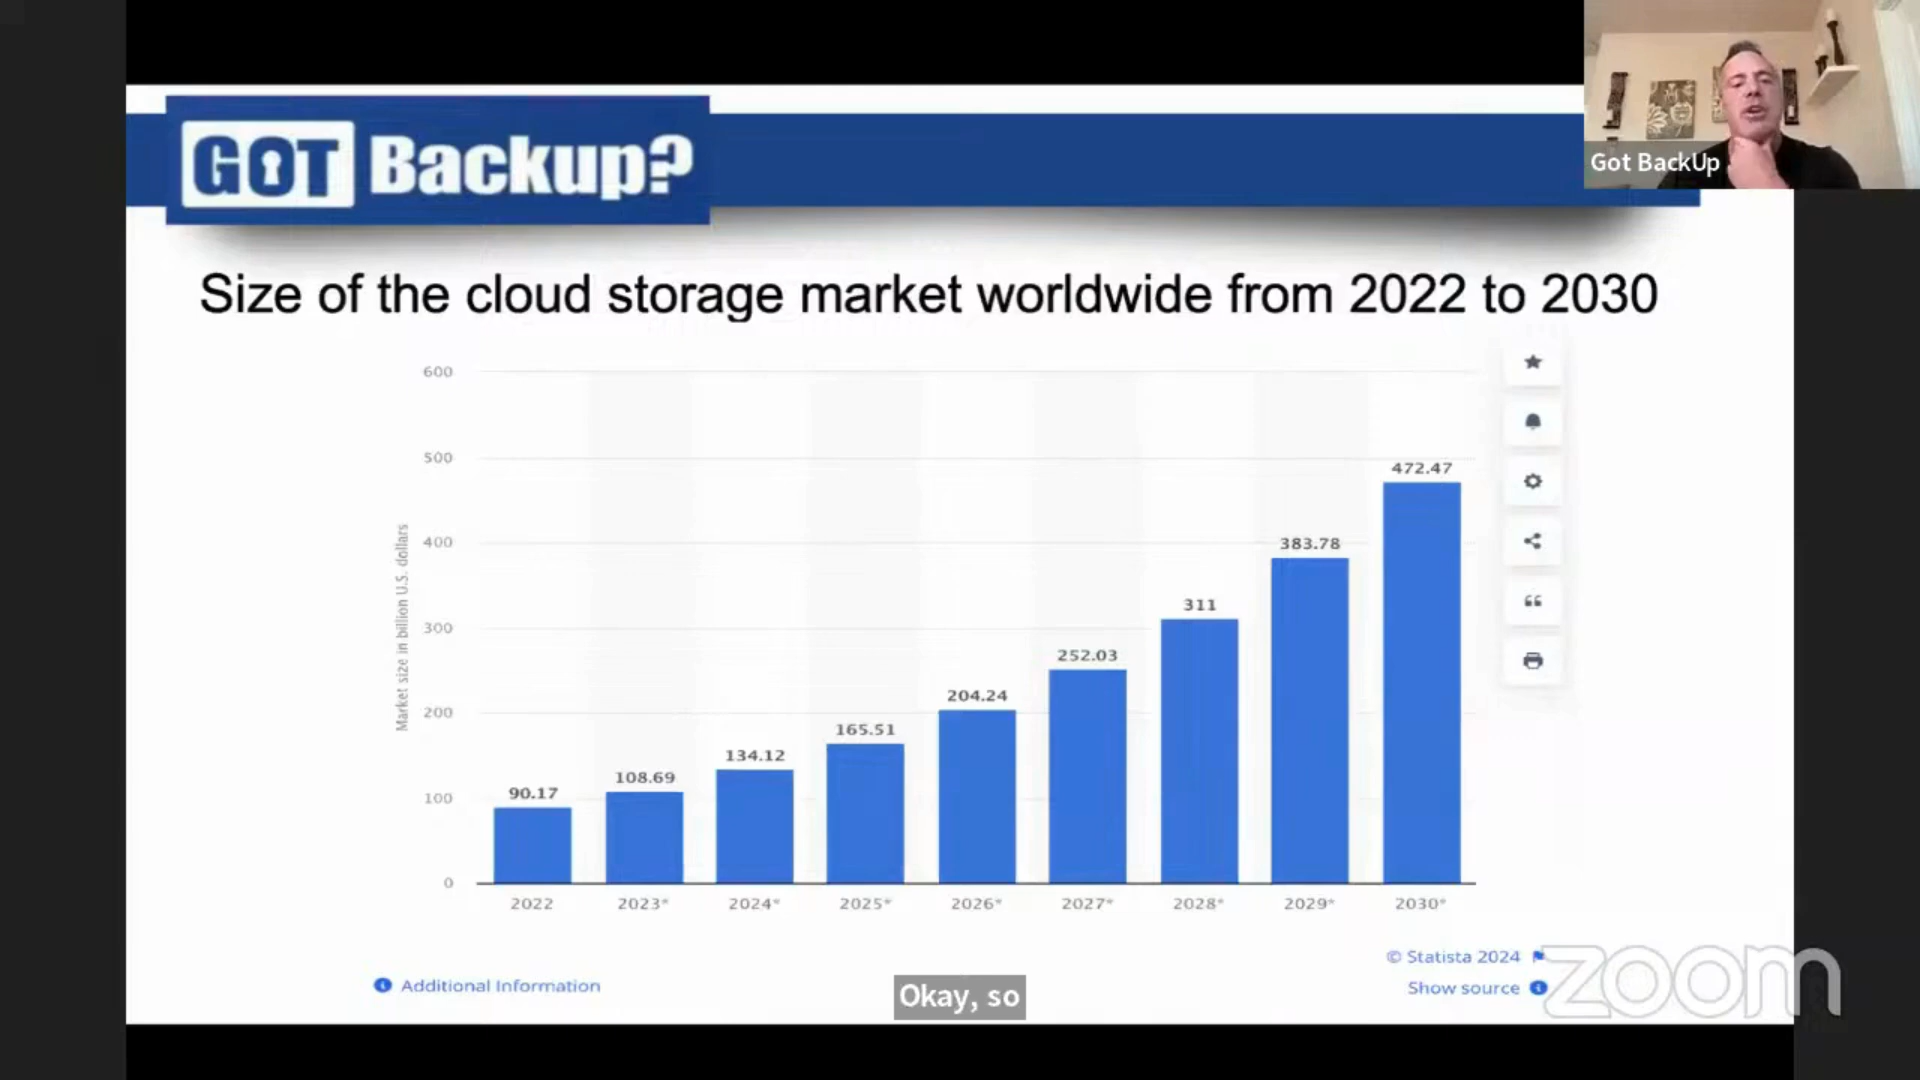 GOT Backup?
Got BackUp
Size of the cloud storage market worldwide from 2022 to 2030
Market size in billion U.S. dollars
600
500
400
300
200
100
0
90.17
108.69
134.12
165.51
204.24
252.03
311
383.78
472.47
2022
2023*
2024*
2025*
2026*
2027*
2028*
2029*
2030*
Additional Information
© Statista 2024
Show source
Okay, so
zoom